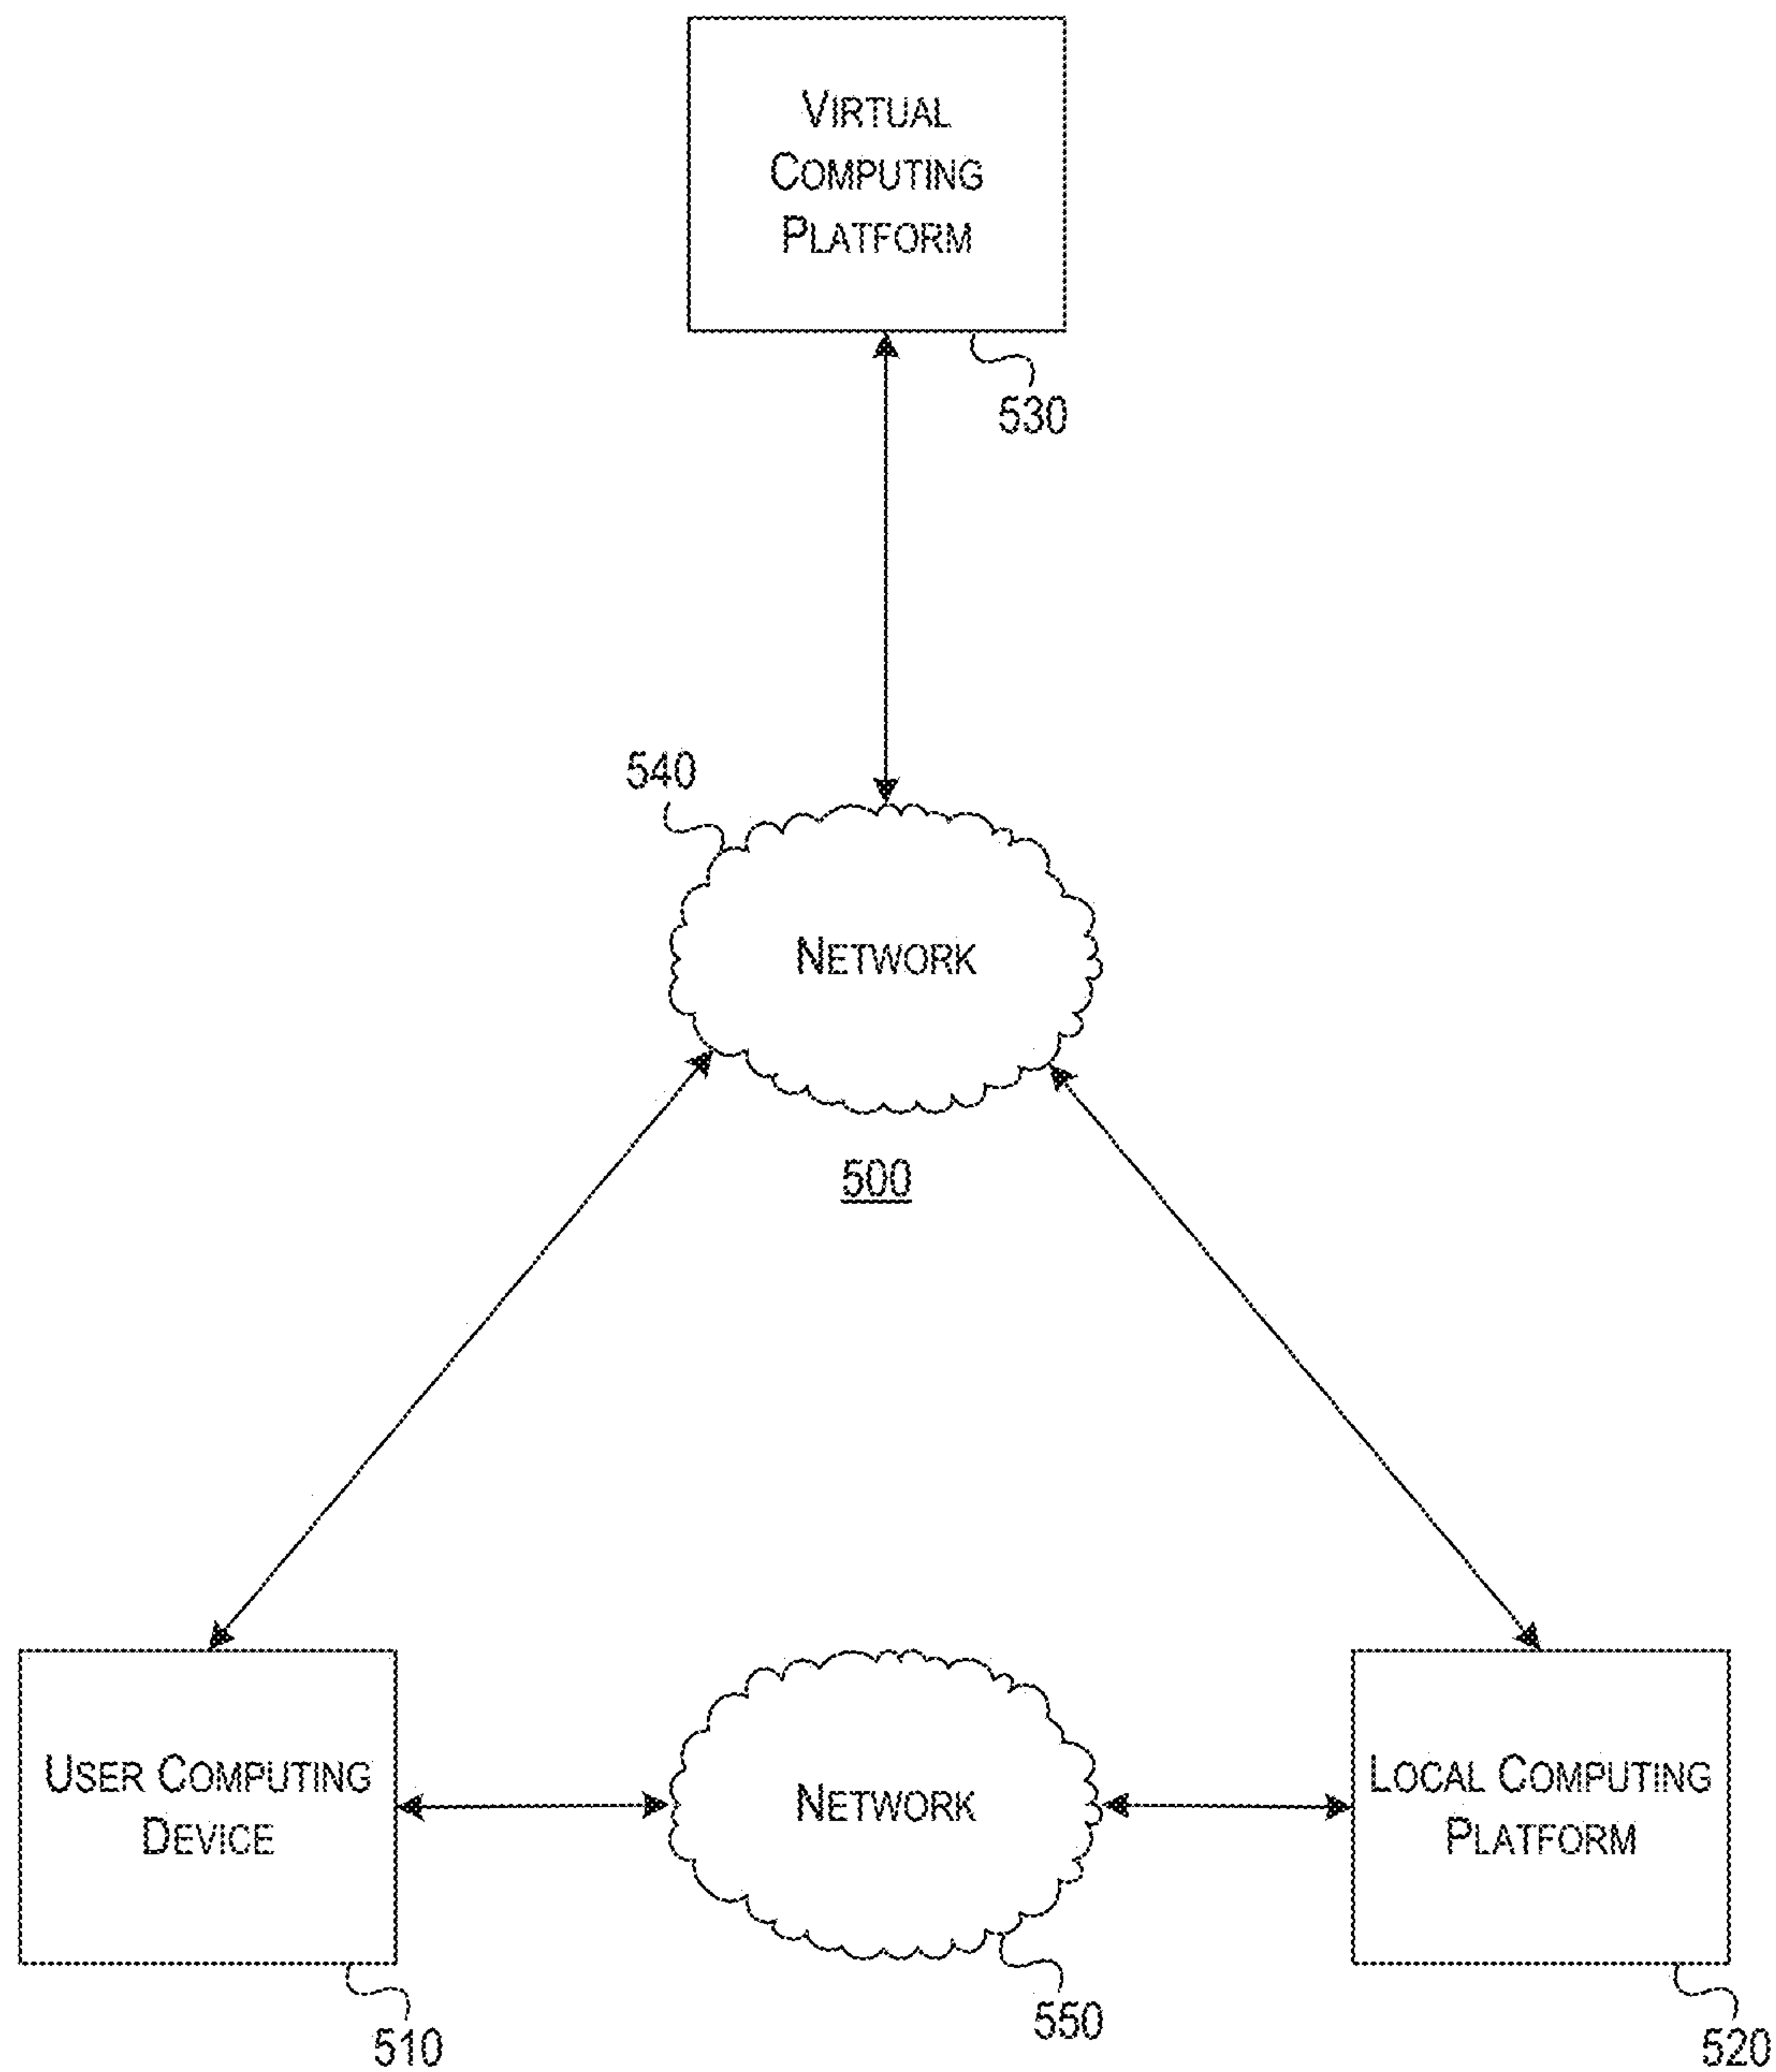 VIRTUAL
COMPUTING
PLATFORM
530
540
NETWORK
500
USER COMPUTING
DEVICE
NETWORK
LOCAL COMPUTING
PLATFORM
510
550
520